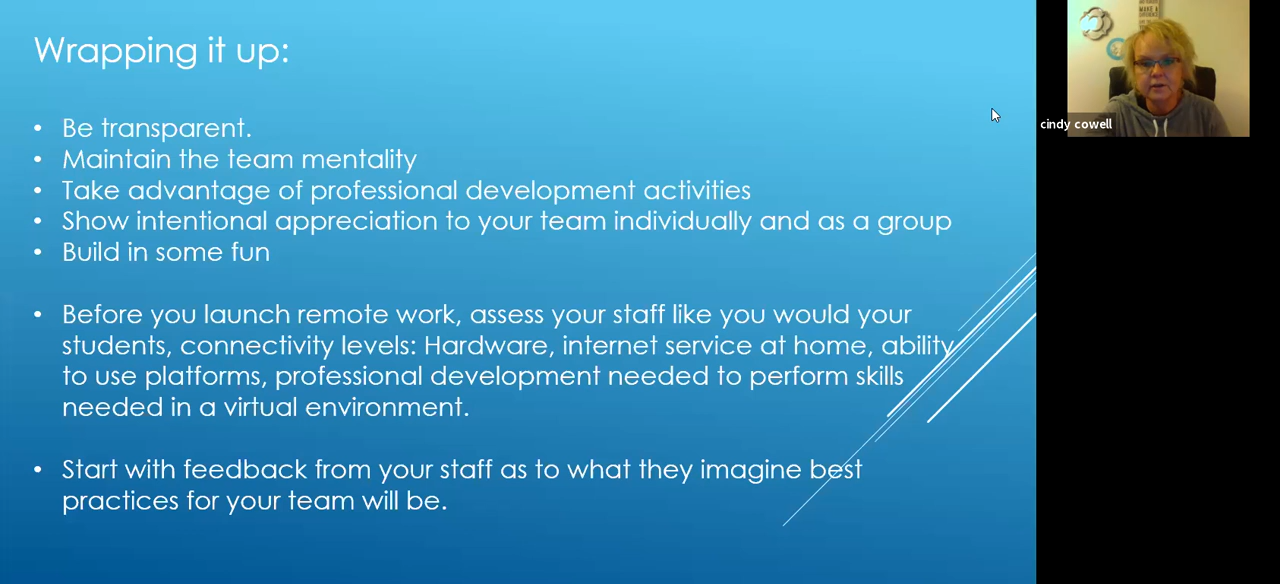 Wrapping it up:
• Be transparent.
• Maintain the team mentality
• Take advantage of professional development activities
• Show intentional appreciation to your team individually and as a group
• Build in some fun
• Before you launch remote work, assess your staff like you would your
students, connectivity levels: Hardware, internet service at home, ability
to use platforms, professional development needed to perform skills
needed in a virtual environment.
• Start with feedback from your staff as to what they imagine best
practices for your team will be.
MAKE A
cindy cowell